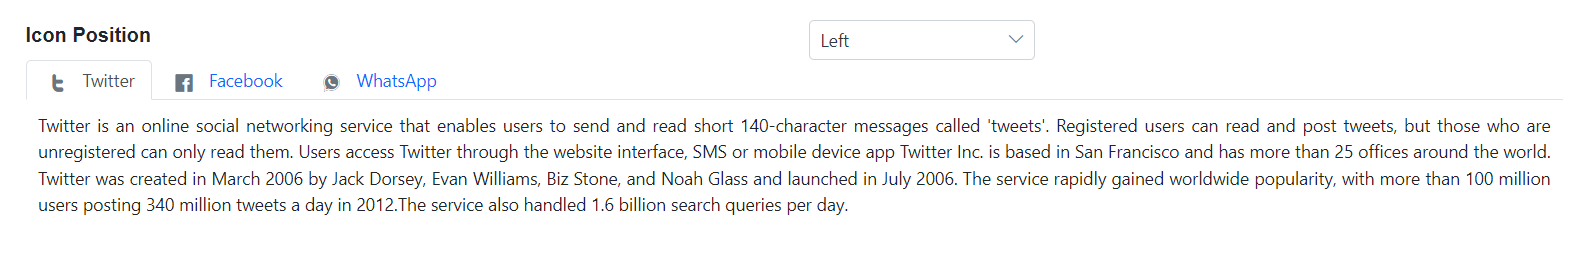 Icon Position
Left
Twitter Facebook WhatsApp
Twitter is an online social networking service that enables users to send and read short 140-character messages called 'tweets'. Registered users can read and post tweets, but those who are
unregistered can only read them. Users access Twitter through the website interface, SMS or mobile device app Twitter Inc. is based in San Francisco and has more than 25 offices around the world.
Twitter was created in March 2006 by Jack Dorsey, Evan Williams, Biz Stone, and Noah Glass and launched in July 2006. The service rapidly gained worldwide popularity, with more than 100 million
users posting 340 million tweets a day in 2012.The service also handled 1.6 billion search queries per day.